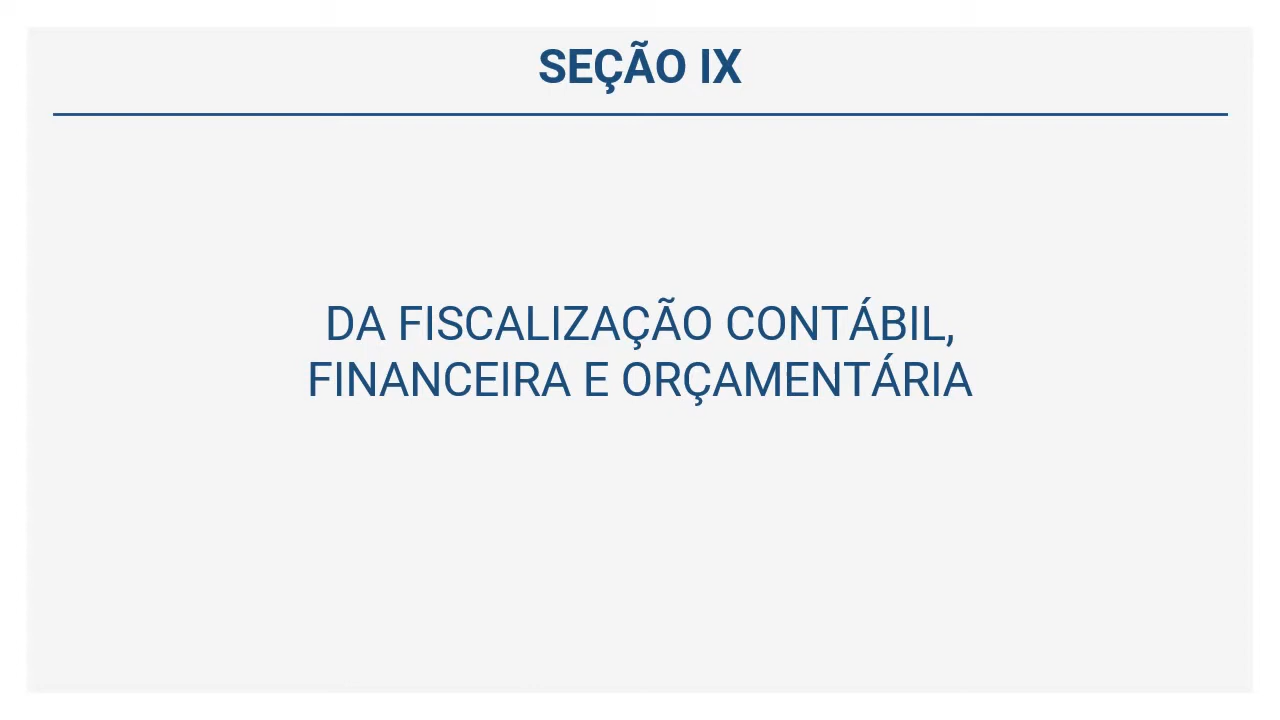 SEÇÃO IX
DA FISCALIZAÇÃO CONTÁBIL,
FINANCEIRA E ORÇAMENTÁRIA